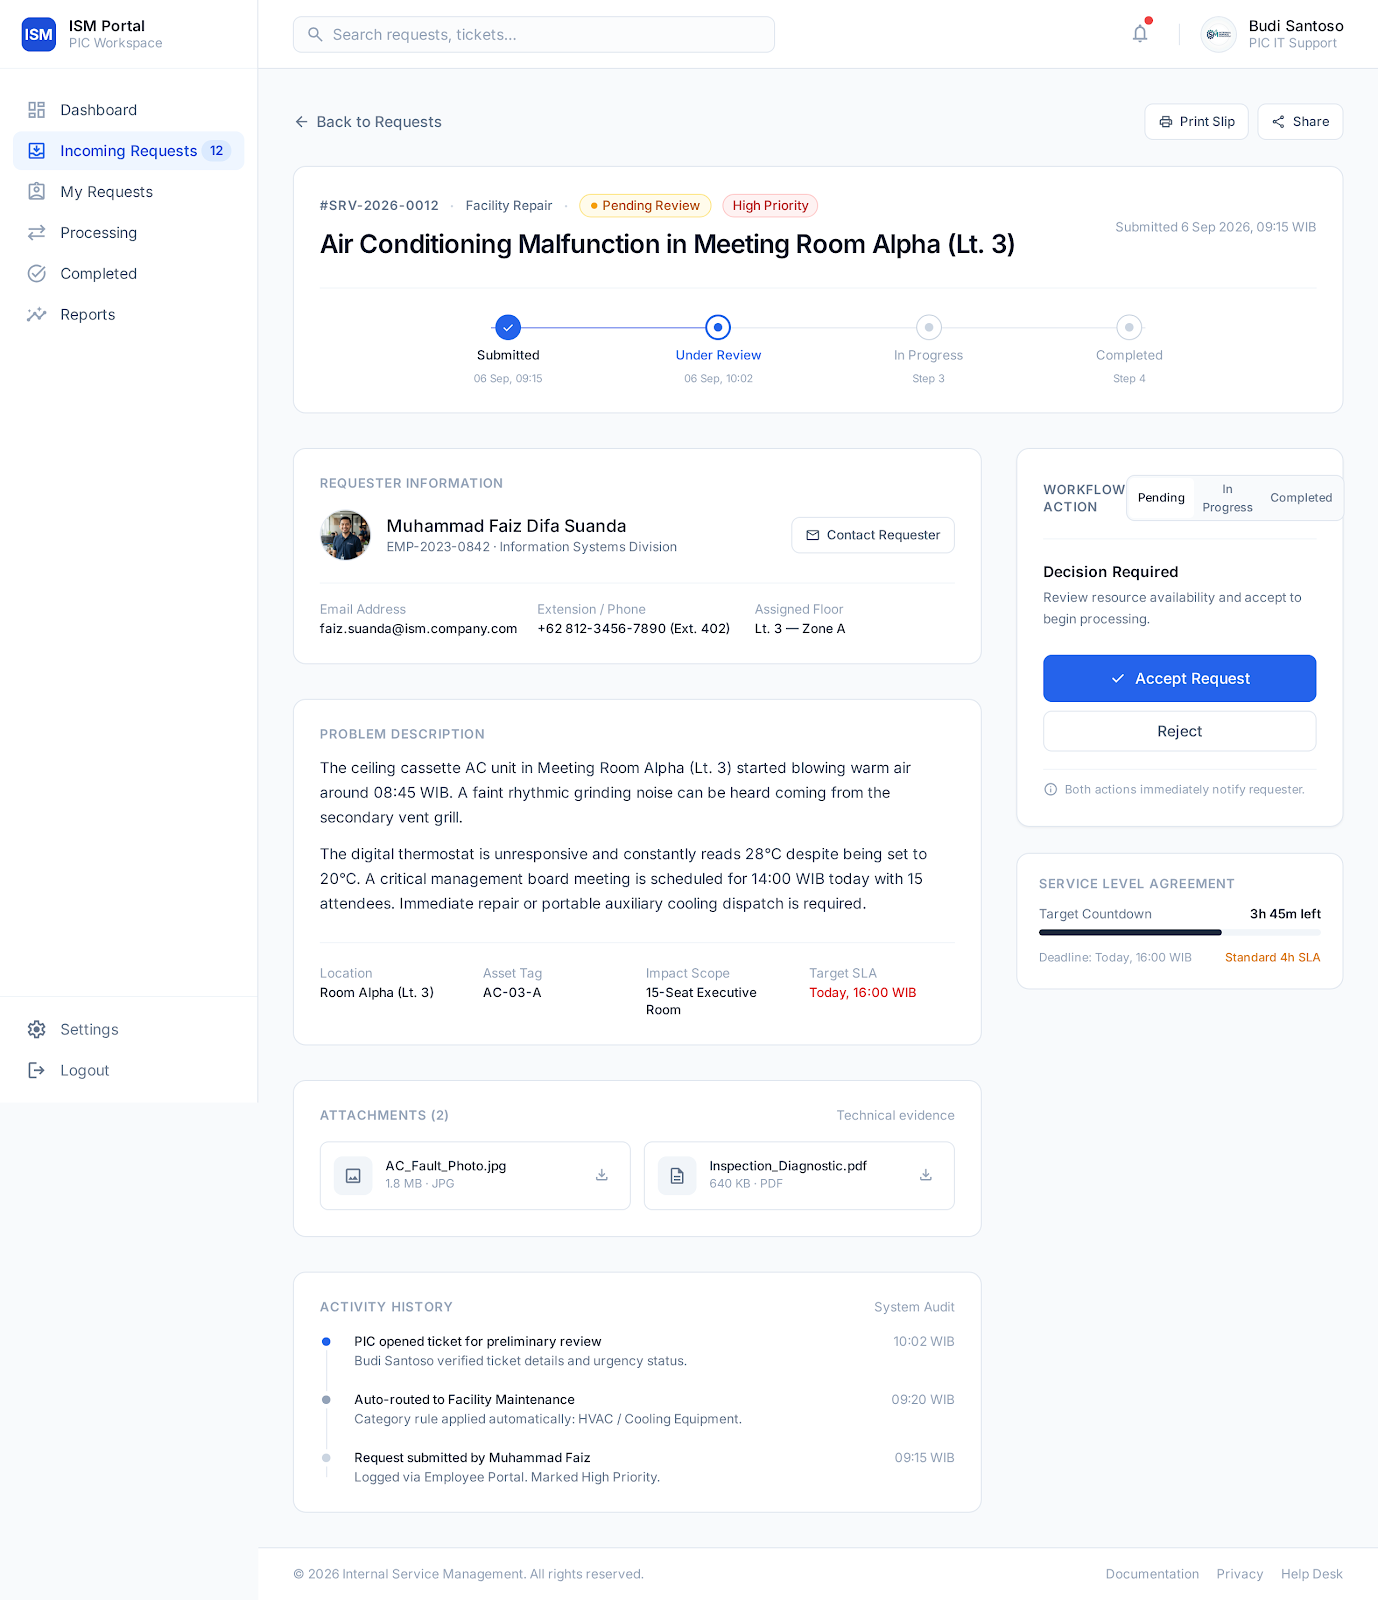 ISM
ISM Portal
PIC Workspace
Search requests, tickets...
Budi Santoso
PIC IT Support
Dashboard
Incoming Requests 12
My Requests
Processing
Completed
Reports
Settings
Logout
Back to Requests
Print Slip
Share
#SRV-2026-0012 · Facility Repair · Pending Review High Priority
Air Conditioning Malfunction in Meeting Room Alpha (Lt. 3)
Submitted 6 Sep 2026, 09:15 WIB
Submitted
06 Sep, 09:15
Under Review
06 Sep, 10:02
In Progress
Step 3
Completed
Step 4
REQUESTER INFORMATION
Muhammad Faiz Difa Suanda
EMP-2023-0842 · Information Systems Division
Contact Requester
Email Address
faiz.suanda@ism.company.com
Extension / Phone
+62 812-3456-7890 (Ext. 402)
Assigned Floor
Lt. 3 — Zone A
PROBLEM DESCRIPTION
The ceiling cassette AC unit in Meeting Room Alpha (Lt. 3) started blowing warm air
around 08:45 WIB. A faint rhythmic grinding noise can be heard coming from the
secondary vent grill.
The digital thermostat is unresponsive and constantly reads 28°C despite being set to
20°C. A critical management board meeting is scheduled for 14:00 WIB today with 15
attendees. Immediate repair or portable auxiliary cooling dispatch is required.
Location
Room Alpha (Lt. 3)
Asset Tag
AC-03-A
Impact Scope
15-Seat Executive
Room
Target SLA
Today, 16:00 WIB
ATTACHMENTS (2)
Technical evidence
AC_Fault_Photo.jpg
1.8 MB · JPG
Inspection_Diagnostic.pdf
640 KB · PDF
ACTIVITY HISTORY
System Audit
PIC opened ticket for preliminary review
10:02 WIB
Budi Santoso verified ticket details and urgency status.
Auto-routed to Facility Maintenance
09:20 WIB
Category rule applied automatically: HVAC / Cooling Equipment.
Request submitted by Muhammad Faiz
09:15 WIB
Logged via Employee Portal. Marked High Priority.
WORKFLOW
ACTION
Pending
In
Progress
Completed
Decision Required
Review resource availability and accept to
begin processing.
Accept Request
Reject
Both actions immediately notify requester.
SERVICE LEVEL AGREEMENT
Target Countdown
3h 45m left
Deadline: Today, 16:00 WIB
Standard 4h SLA
© 2026 Internal Service Management. All rights reserved.
Documentation
Privacy
Help Desk